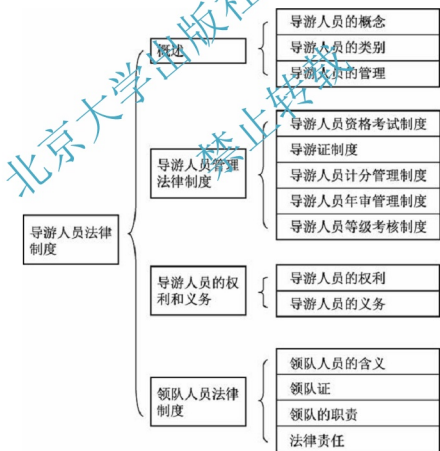 概述
导游人员的概念
导游人员的类别
导游人员的管理
导游人员管理
法律制度
导游人员资格考试制度
导游证制度
导游人员计分管理制度
导游人员年审管理制度
导游人员等级考核制度
导游人员法律
制度
导游人员的权
利和义务
导游人员的权利
导游人员的义务
领队人员法律
制度
领队人员的含义
领队证
领队的职责
法律责任
北京大学出版社
禁止转载